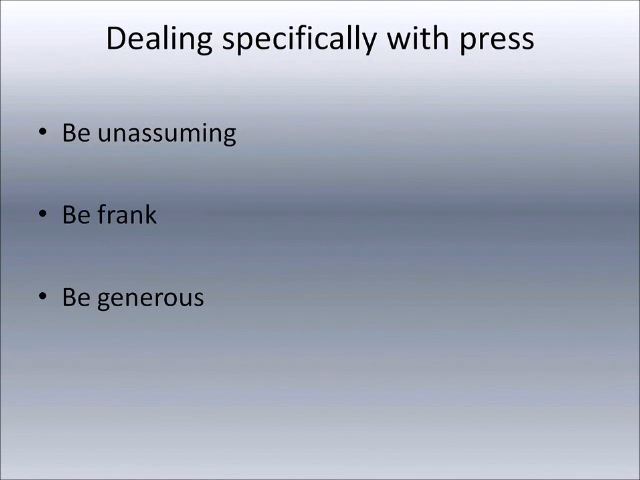 Dealing specifically with press
• Be unassuming
• Be frank
• Be generous